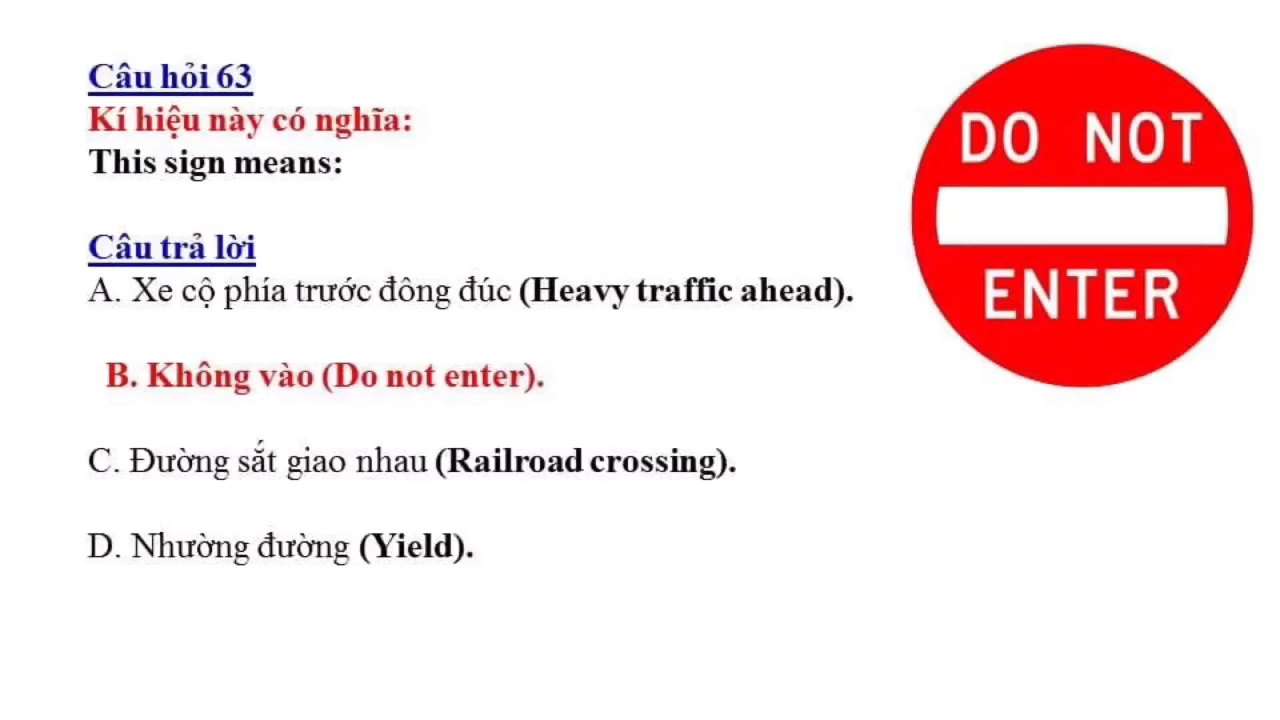 Câu hỏi 63
Kí hiệu này có nghĩa:
This sign means:
Câu trả lời
A. Xe cộ phía trước đông đúc (Heavy traffic ahead).
B. Không vào (Do not enter).
C. Đường sắt giao nhau (Railroad crossing).
D. Nhường đường (Yield).
DO NOT
ENTER